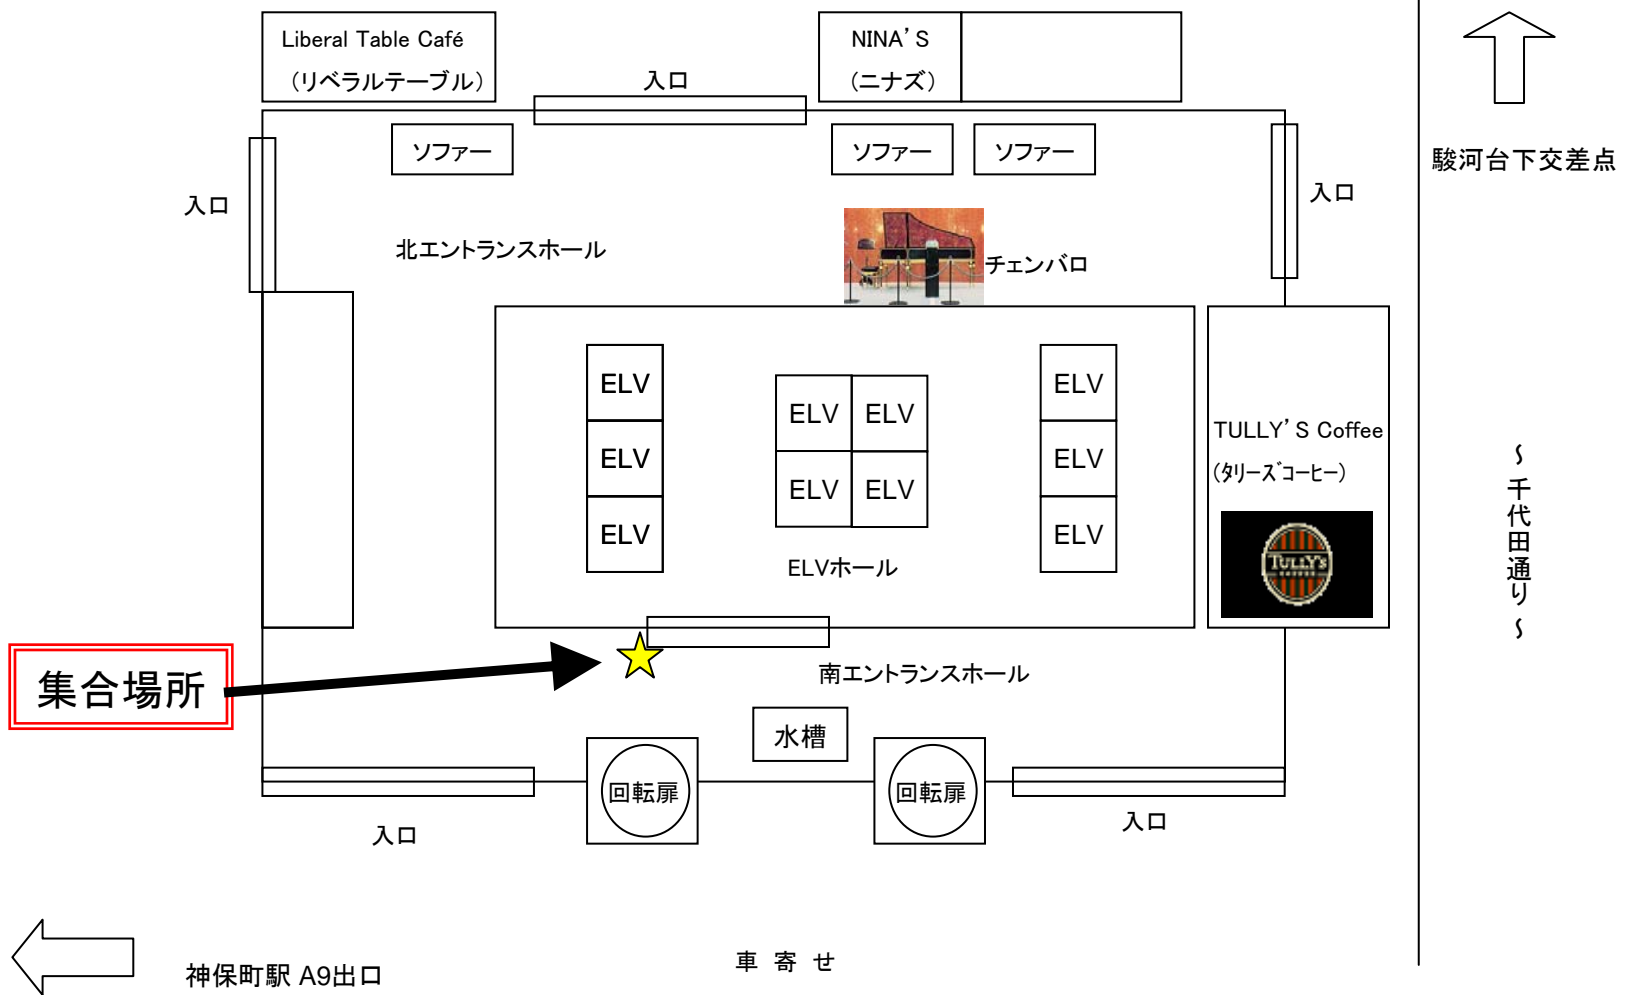 Liberal Table Café
（リベラルテーブル）
入口
NINA'S
（ニナズ）
ソファー
ソファー
ソファー
駿河台下交差点
入口
入口
北エントランスホール
チェンバロ
ELV
ELV
ELV
ELV
ELV
ELV
ELV
ELV
ELV
ELV
ELVホール
TULLY'S Coffee
（ﾀﾘｰｽﾞｺｰﾋｰ）
TULLY'S
COFFEE
～千代田通り～
集合場所
南エントランスホール
水槽
回転扉
回転扉
入口
入口
神保町駅 A9出口
車 寄 せ